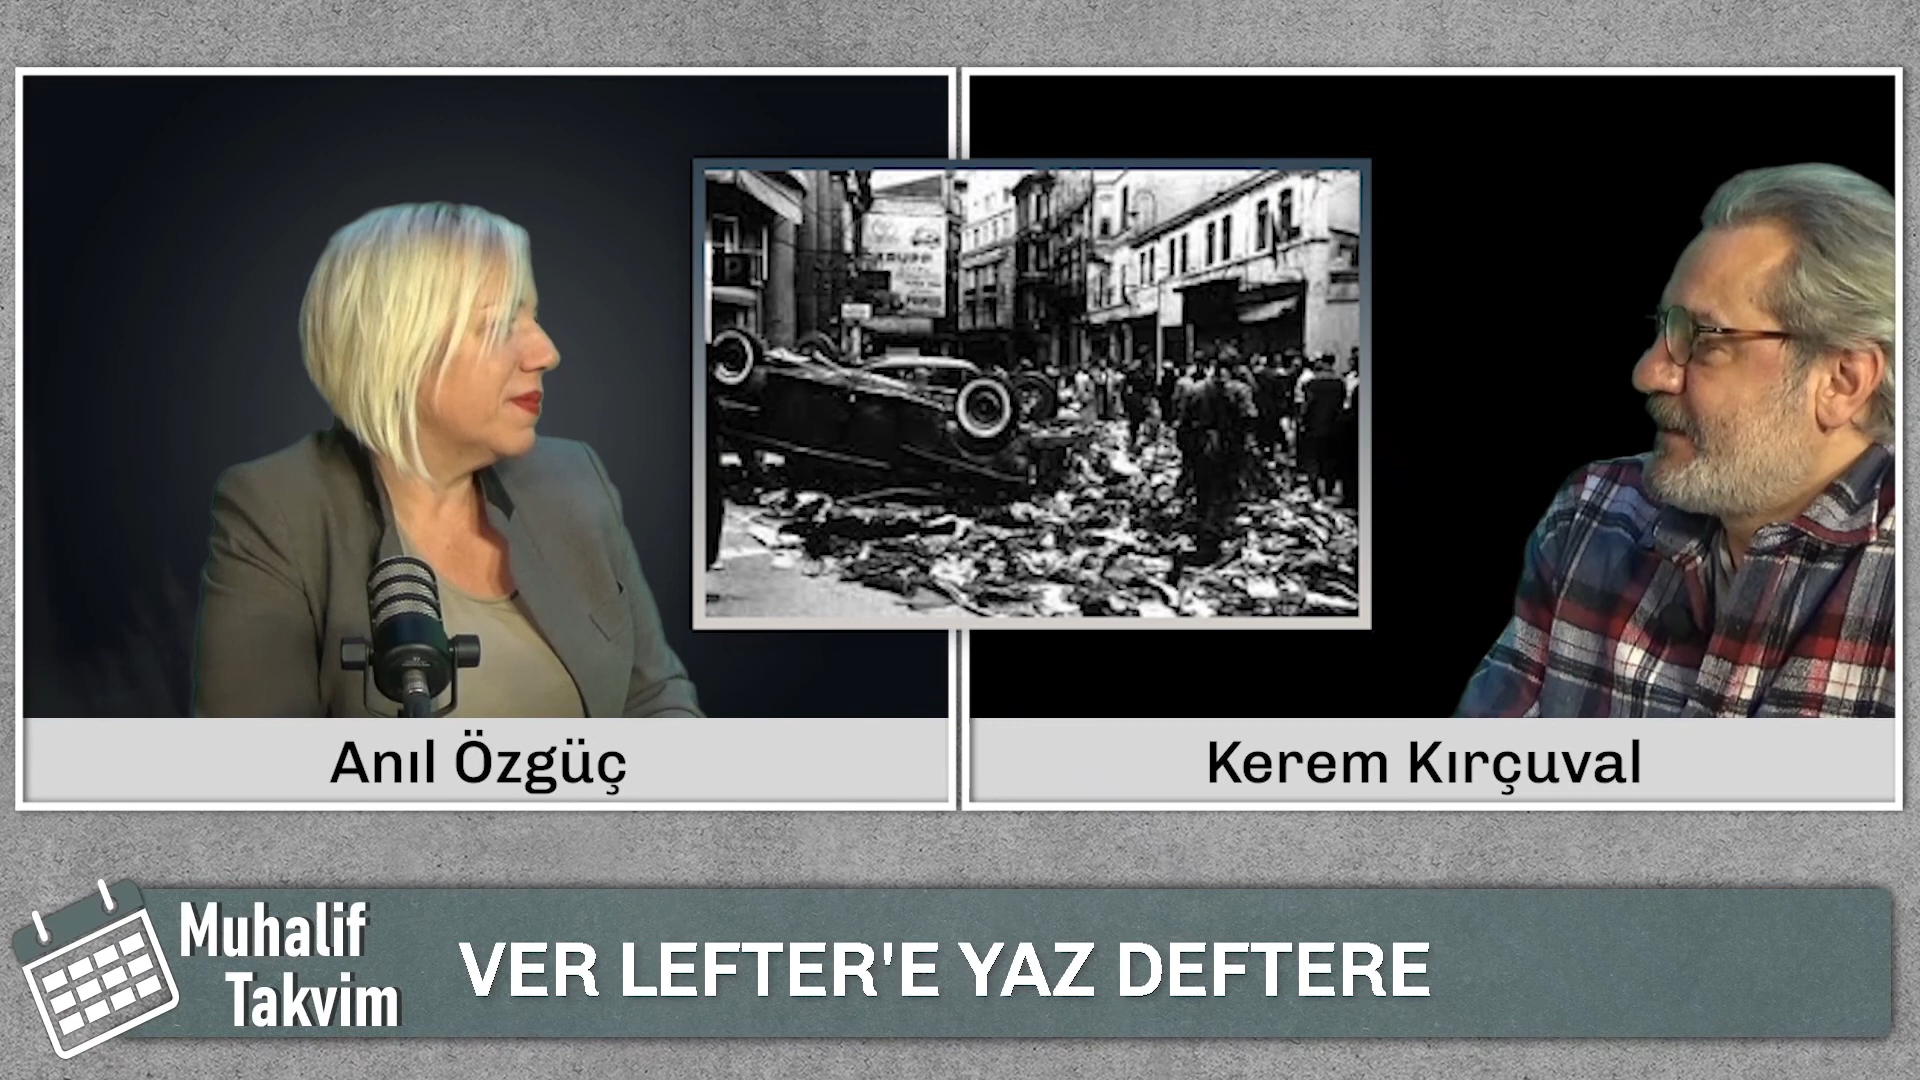 Anıl Özgüç
Kerem Kırçuval
Muhalif
Takvim
VER LEFTER'E YAZ DEFTERE